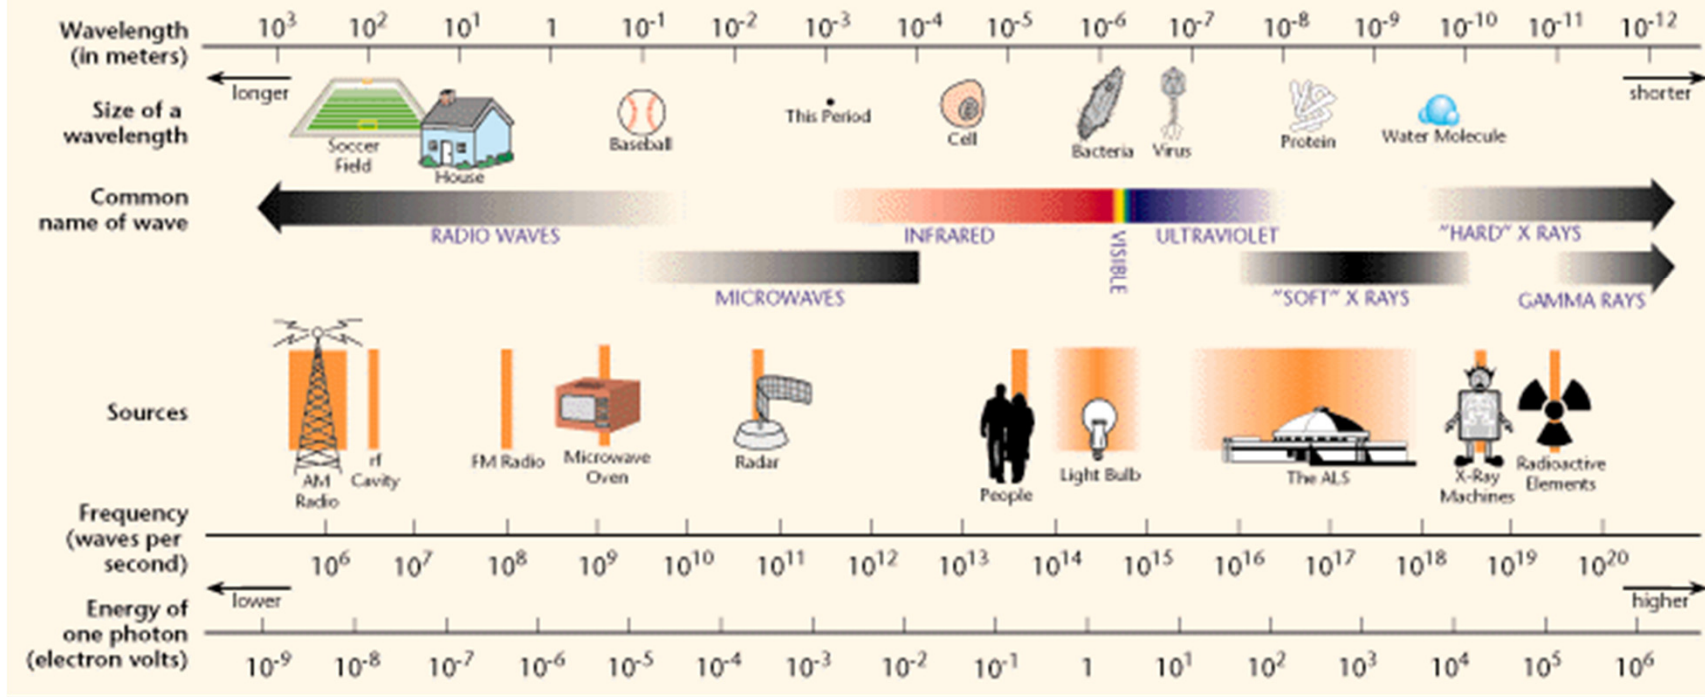 Wavelength
(in meters)
10³ 10² 10¹ 1 10⁻¹ 10⁻² 10⁻³ 10⁻⁴ 10⁻⁵ 10⁻⁶ 10⁻⁷ 10⁻⁸ 10⁻⁹ 10⁻¹⁰ 10⁻¹¹ 10⁻¹²
longer
shorter
Size of a
wavelength
Soccer
Field
House
Baseball
This Period
Cell
Bacteria
Virus
Protein
Water Molecule
Common
name of wave
RADIO WAVES
INFRARED
VISIBLE
ULTRAVIOLET
"HARD" X RAYS
MICROWAVES
"SOFT" X RAYS
GAMMA RAYS
Sources
AM
Radio
rf
Cavity
FM Radio
Microwave
Oven
Radar
People
Light Bulb
The ALS
X-Ray
Machines
Radioactive
Elements
Frequency
(waves per
second)
10⁶ 10⁷ 10⁸ 10⁹ 10¹⁰ 10¹¹ 10¹² 10¹³ 10¹⁴ 10¹⁵ 10¹⁶ 10¹⁷ 10¹⁸ 10¹⁹ 10²⁰
lower
higher
Energy of
one photon
(electron volts)
10⁻⁹ 10⁻⁸ 10⁻⁷ 10⁻⁶ 10⁻⁵ 10⁻⁴ 10⁻³ 10⁻² 10⁻¹ 1 10¹ 10² 10³ 10⁴ 10⁵ 10⁶